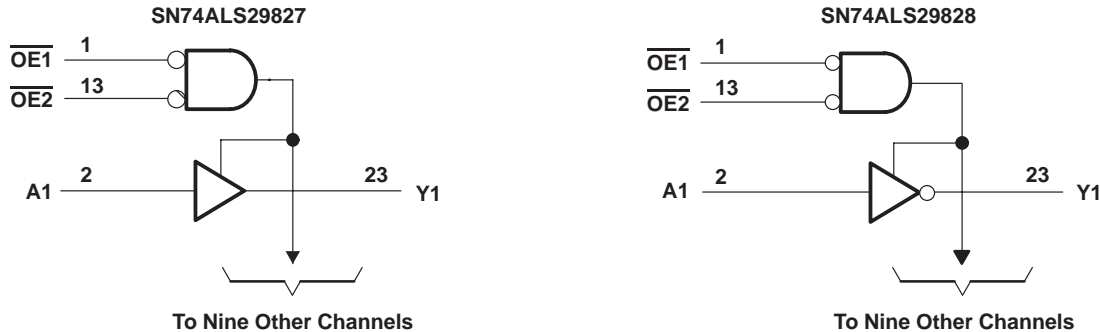 SN74ALS29827
OE1 1
OE2 13
A1 2 23 Y1
To Nine Other Channels
SN74ALS29828
OE1 1
OE2 13
A1 2 23 Y1
To Nine Other Channels